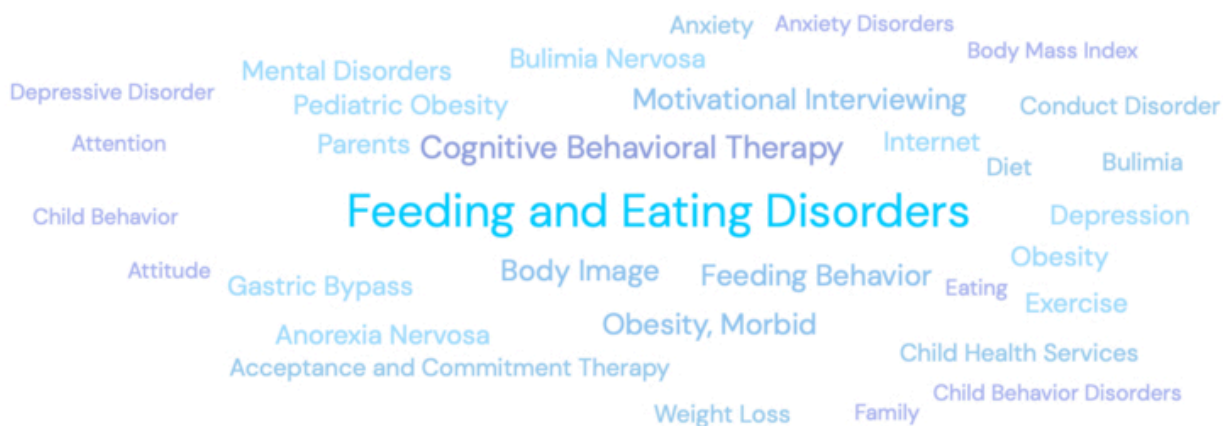 Anxiety
Anxiety Disorders
Body Mass Index
Bulimia Nervosa
Mental Disorders
Depressive Disorder
Pediatric Obesity
Motivational Interviewing
Conduct Disorder
Attention
Parents
Cognitive Behavioral Therapy
Internet
Diet
Bulimia
Child Behavior
Feeding and Eating Disorders
Depression
Obesity
Attitude
Gastric Bypass
Body Image
Feeding Behavior
Eating
Exercise
Anorexia Nervosa
Obesity, Morbid
Child Health Services
Acceptance and Commitment Therapy
Child Behavior Disorders
Weight Loss
Family